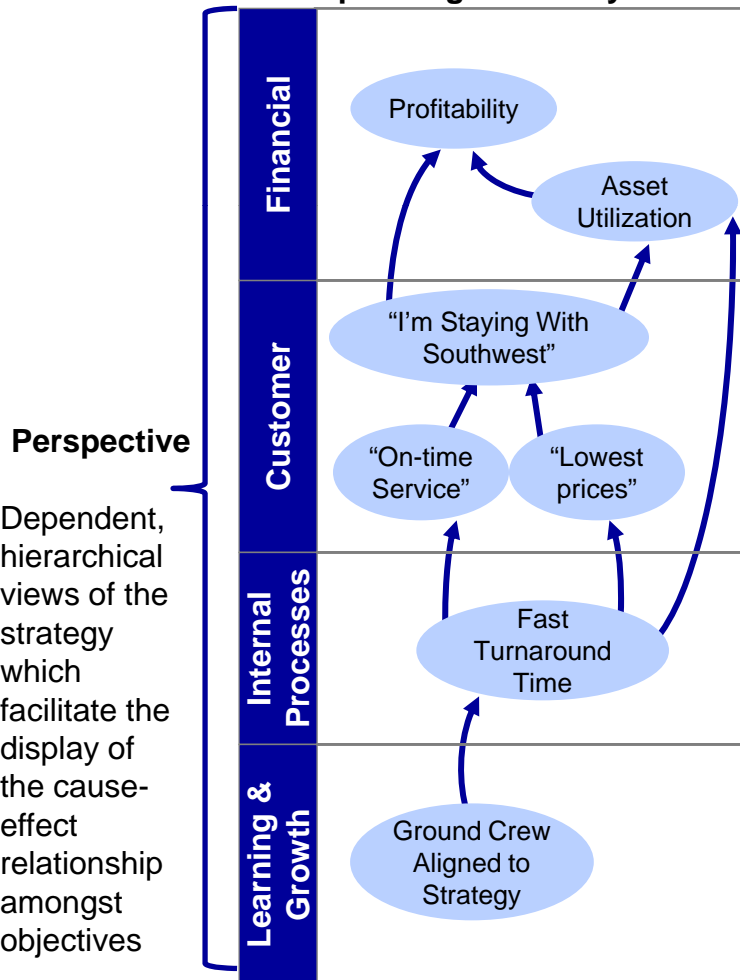 Perspective
Dependent,
hierarchical
views of the
strategy
which
facilitate the
display of
the cause-
effect
relationship
amongst
objectives
Financial
Profitability
Asset
Utilization
Customer
“I’m Staying With
Southwest”
“On-time
Service”
“Lowest
prices”
Internal
Processes
Fast
Turnaround
Time
Learning &
Growth
Ground Crew
Aligned to
Strategy